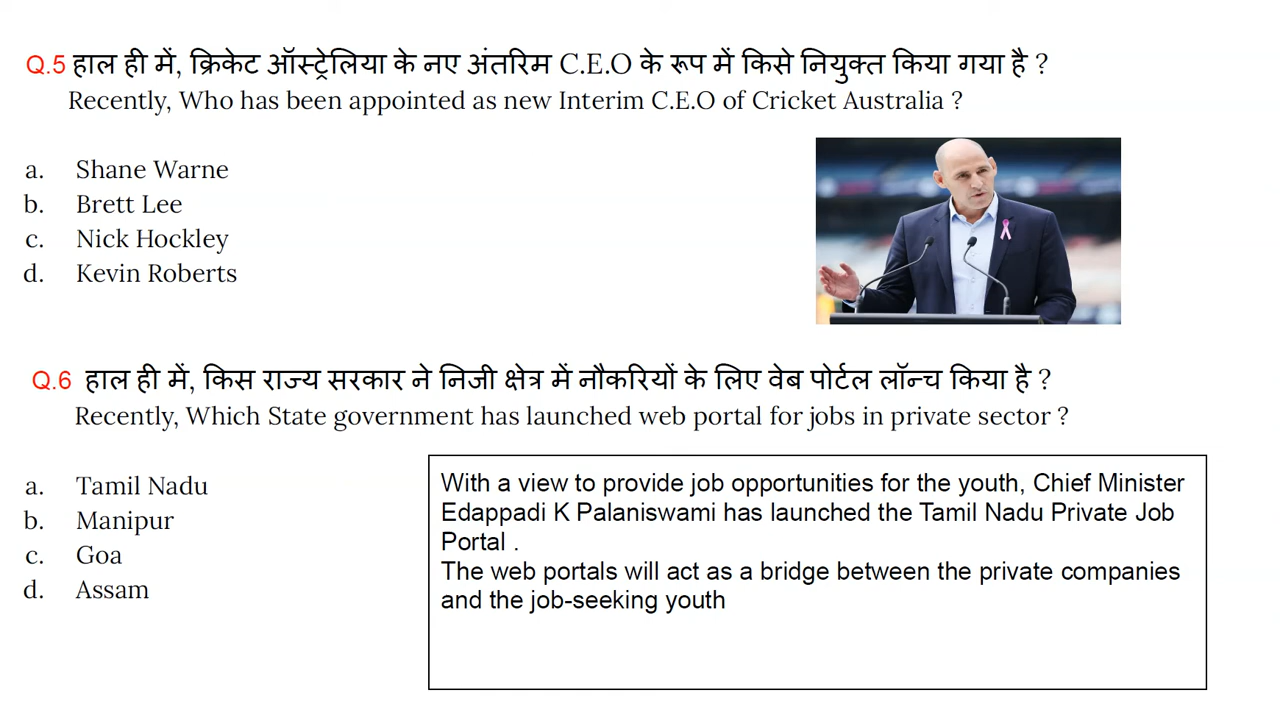 Q.5 हाल ही में, क्रिकेट ऑस्ट्रेलिया के नए अंतरिम C.E.O के रूप में किसे नियुक्त किया गया है ?
Recently, Who has been appointed as new Interim C.E.O of Cricket Australia ?
a. Shane Warne
b. Brett Lee
c. Nick Hockley
d. Kevin Roberts
Q.6 हाल ही में, किस राज्य सरकार ने निजी क्षेत्र में नौकरियों के लिए वेब पोर्टल लॉन्च किया है ?
Recently, Which State government has launched web portal for jobs in private sector ?
a. Tamil Nadu
b. Manipur
c. Goa
d. Assam
With a view to provide job opportunities for the youth, Chief Minister
Edappadi K Palaniswami has launched the Tamil Nadu Private Job
Portal .
The web portals will act as a bridge between the private companies
and the job-seeking youth